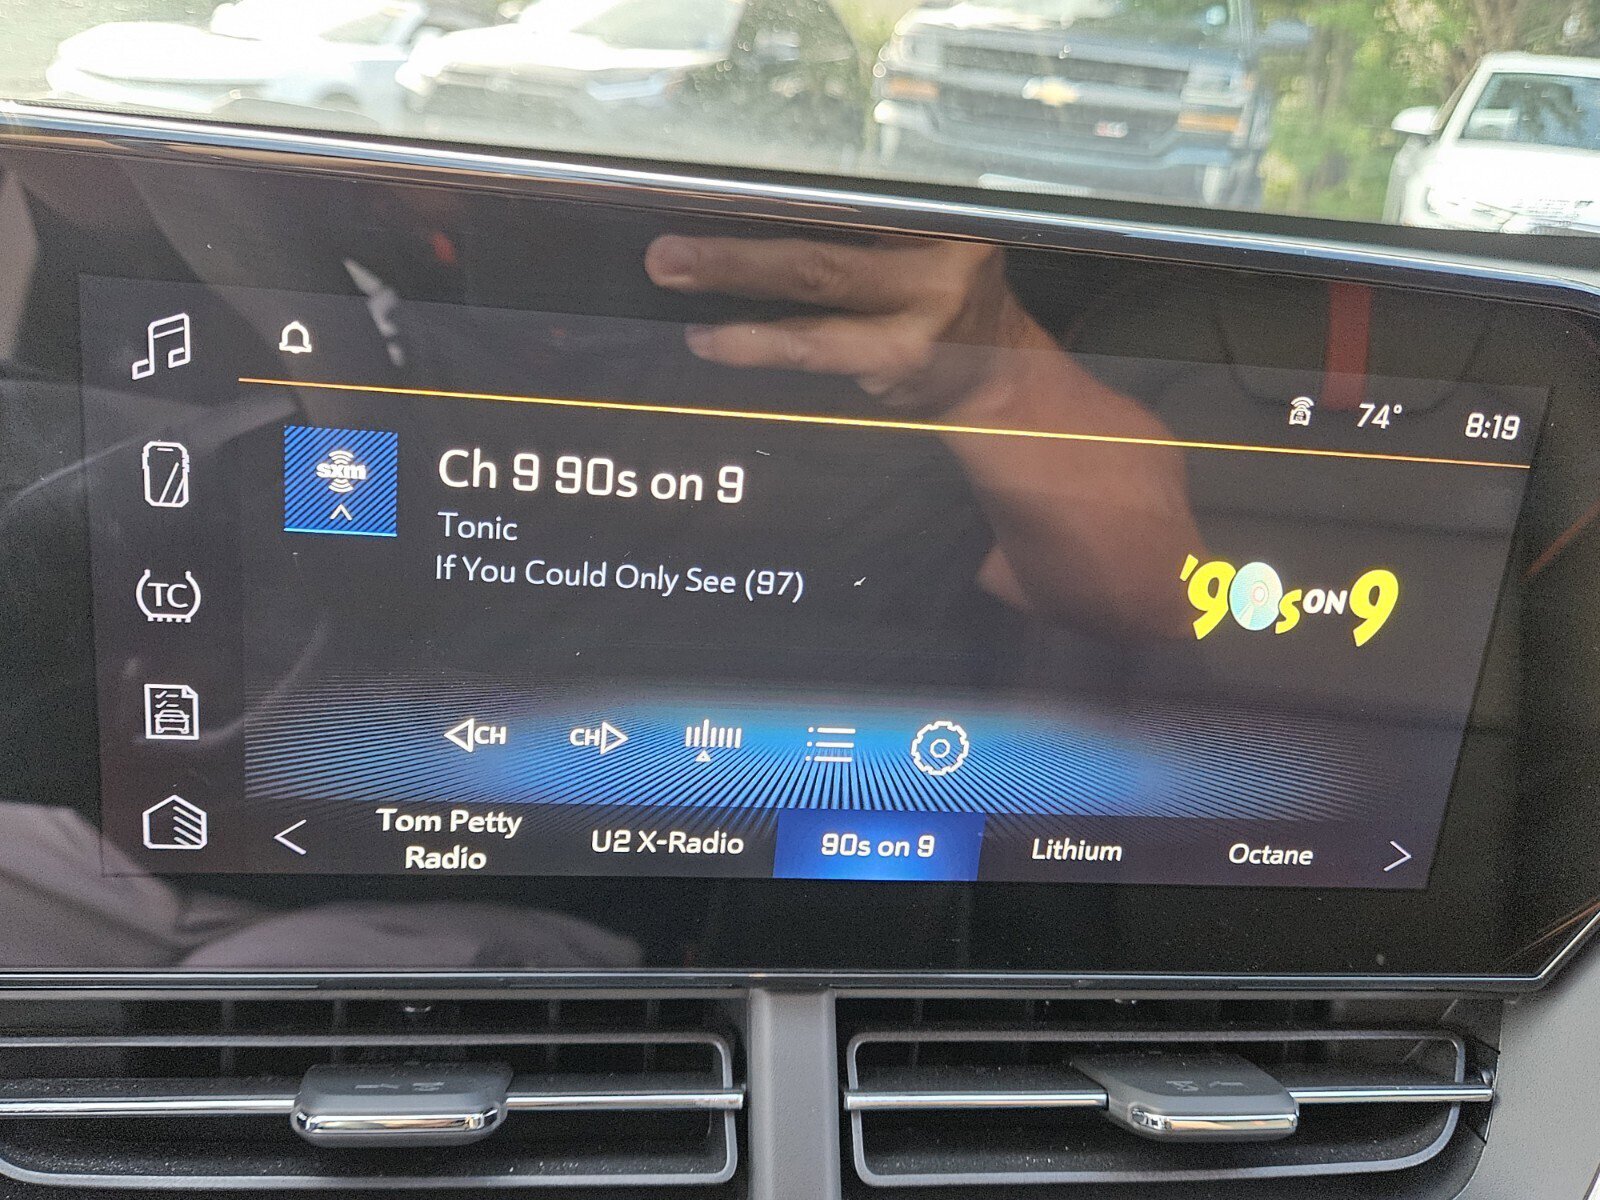 74° 8:19
sxm
Ch 9 90s on 9
Tonic
If You Could Only See (97)
'90s ON 9
TC
CH CH
Tom Petty
Radio
U2 X-Radio
90s on 9
Lithium
Octane